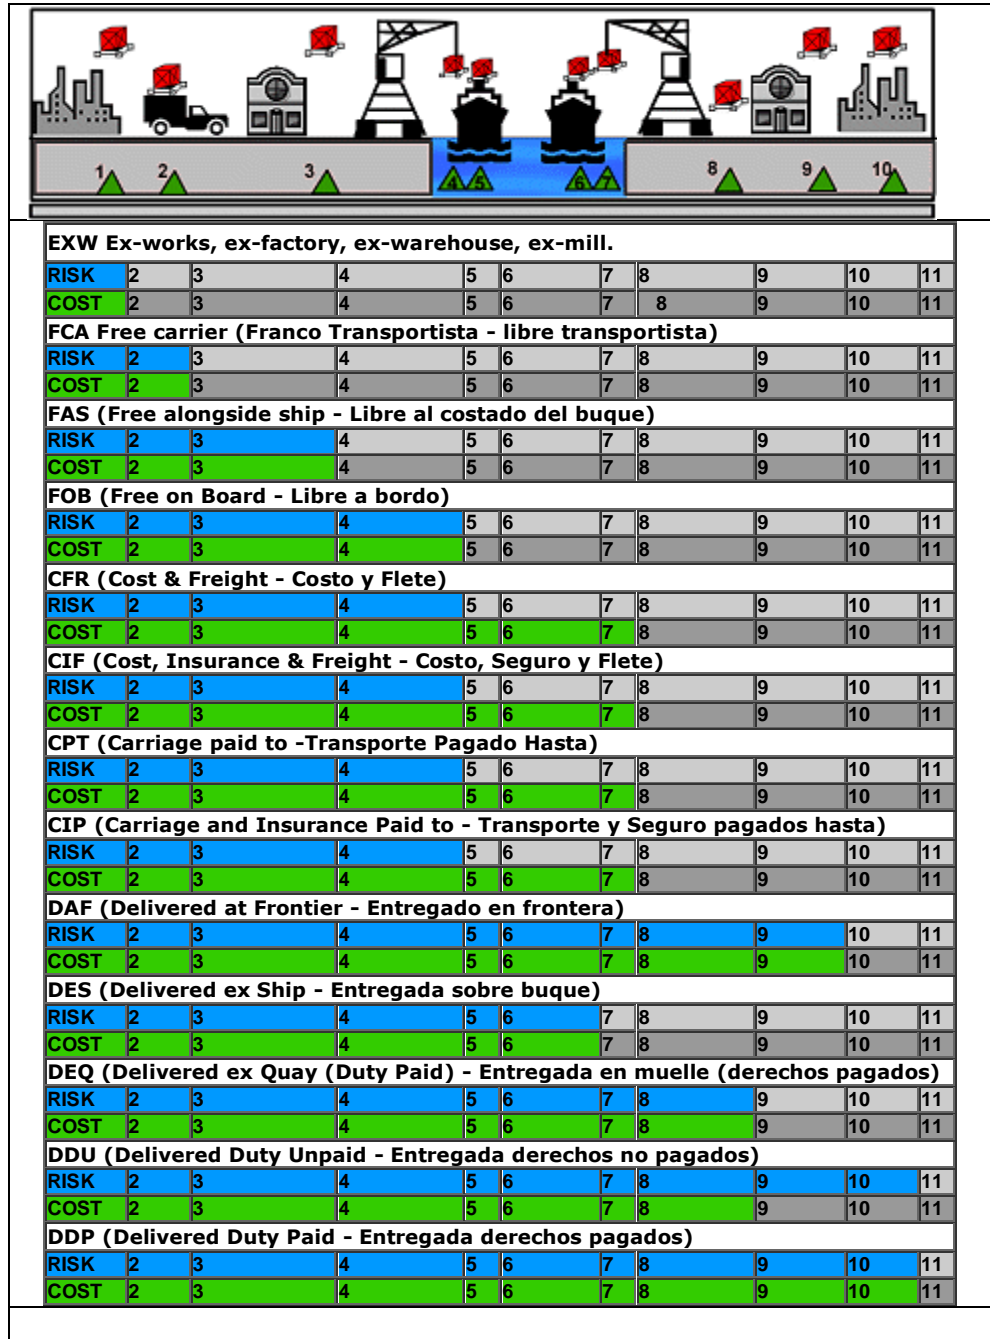 1 2 3 4 5 6 7 8 9 10
EXW Ex-works, ex-factory, ex-warehouse, ex-mill.
RISK 2 3 4 5 6 7 8 9 10 11
COST 2 3 4 5 6 7 8 9 10 11
FCA Free carrier (Franco Transportista - libre transportista)
RISK 2 3 4 5 6 7 8 9 10 11
COST 2 3 4 5 6 7 8 9 10 11
FAS (Free alongside ship - Libre al costado del buque)
RISK 2 3 4 5 6 7 8 9 10 11
COST 2 3 4 5 6 7 8 9 10 11
FOB (Free on Board - Libre a bordo)
RISK 2 3 4 5 6 7 8 9 10 11
COST 2 3 4 5 6 7 8 9 10 11
CFR (Cost & Freight - Costo y Flete)
RISK 2 3 4 5 6 7 8 9 10 11
COST 2 3 4 5 6 7 8 9 10 11
CIF (Cost, Insurance & Freight - Costo, Seguro y Flete)
RISK 2 3 4 5 6 7 8 9 10 11
COST 2 3 4 5 6 7 8 9 10 11
CPT (Carriage paid to -Transporte Pagado Hasta)
RISK 2 3 4 5 6 7 8 9 10 11
COST 2 3 4 5 6 7 8 9 10 11
CIP (Carriage and Insurance Paid to - Transporte y Seguro pagados hasta)
RISK 2 3 4 5 6 7 8 9 10 11
COST 2 3 4 5 6 7 8 9 10 11
DAF (Delivered at Frontier - Entregado en frontera)
RISK 2 3 4 5 6 7 8 9 10 11
COST 2 3 4 5 6 7 8 9 10 11
DES (Delivered ex Ship - Entregada sobre buque)
RISK 2 3 4 5 6 7 8 9 10 11
COST 2 3 4 5 6 7 8 9 10 11
DEQ (Delivered ex Quay (Duty Paid) - Entregada en muelle (derechos pagados)
RISK 2 3 4 5 6 7 8 9 10 11
COST 2 3 4 5 6 7 8 9 10 11
DDU (Delivered Duty Unpaid - Entregada derechos no pagados)
RISK 2 3 4 5 6 7 8 9 10 11
COST 2 3 4 5 6 7 8 9 10 11
DDP (Delivered Duty Paid - Entregada derechos pagados)
RISK 2 3 4 5 6 7 8 9 10 11
COST 2 3 4 5 6 7 8 9 10 11